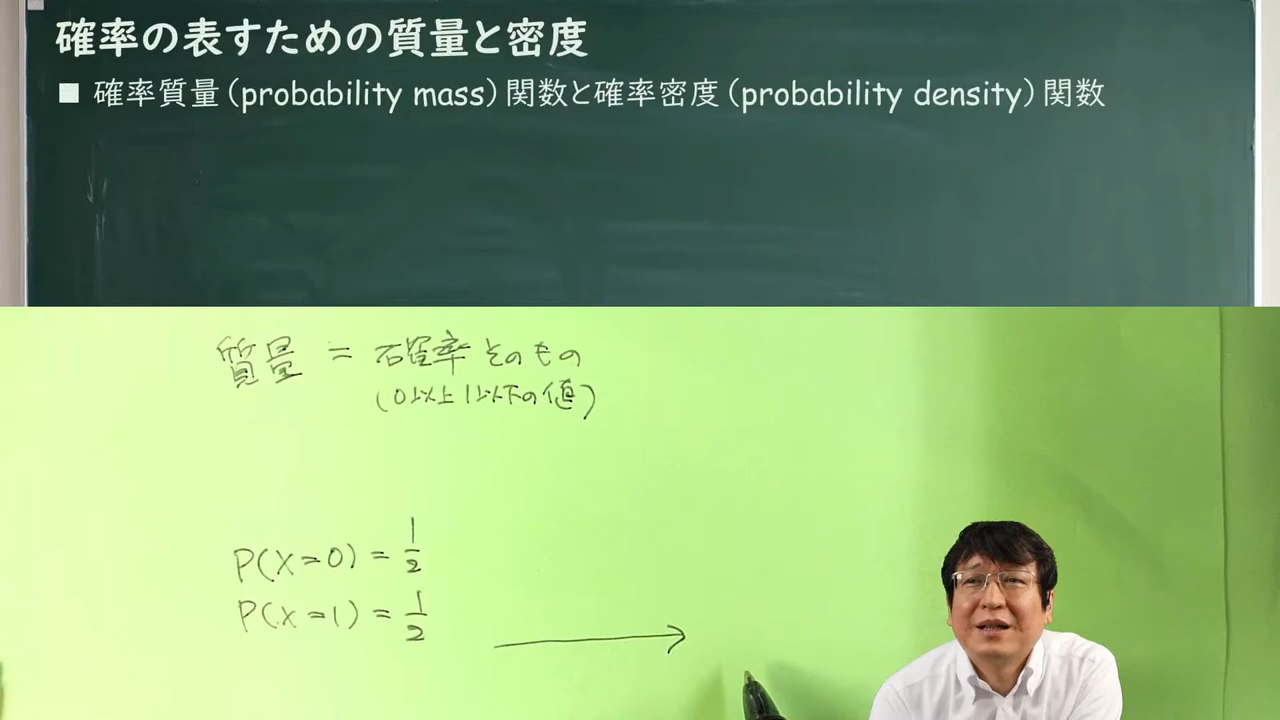 確率の表すための質量と密度
■ 確率質量（probability mass）関数と確率密度（probability density）関数
質量 = 確率そのもの
(0以上1以下の値)
P(X=0) = 1/2
P(X=1) = 1/2